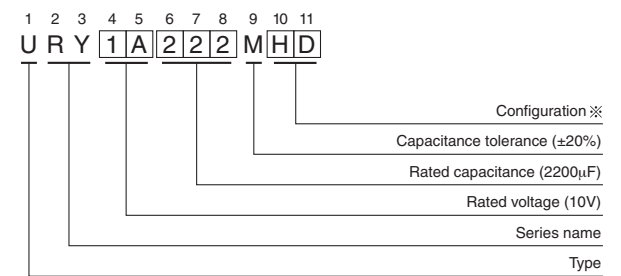 1 2 3 4 5 6 7 8 9 10 11
U R Y 1 A 2 2 2 M H D
Configuration ※
Capacitance tolerance (±20%)
Rated capacitance (2200μF)
Rated voltage (10V)
Series name
Type